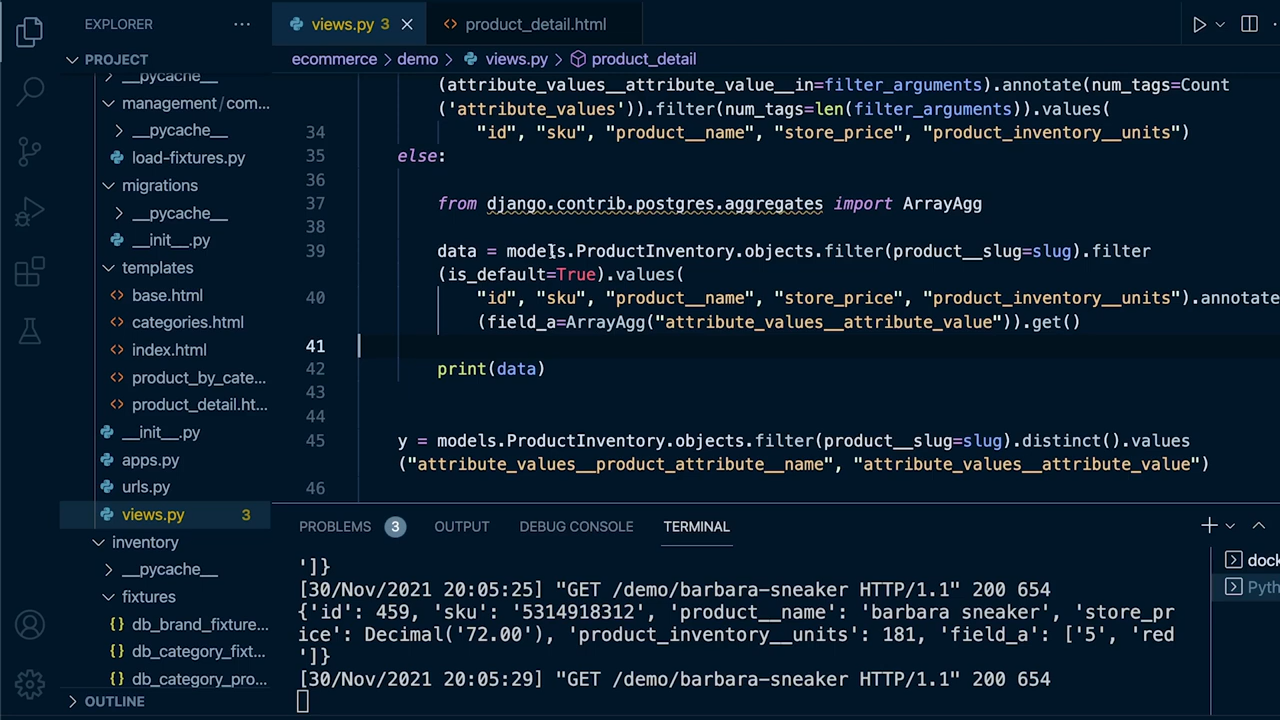 EXPLORER
views.py 3
product_detail.html
PROJECT
ecommerce > demo > views.py > product_detail
__pycache__
management/com...
__pycache__
load-fixtures.py
migrations
__pycache__
__init__.py
templates
base.html
categories.html
index.html
product_by_cate...
product_detail.ht...
__init__.py
apps.py
urls.py
views.py 3
inventory
__pycache__
fixtures
db_brand_fixture...
db_category_fixt...
db_category_pro...
OUTLINE
(attribute_values__attribute_value__in=filter_arguments).annotate(num_tags=Count
('attribute_values')).filter(num_tags=len(filter_arguments)).values(
34 "id", "sku", "product__name", "store_price", "product_inventory__units")
35 else:
36
37 from django.contrib.postgres.aggregates import ArrayAgg
38
39 data = models.ProductInventory.objects.filter(product__slug=slug).filter
(is_default=True).values(
40 "id", "sku", "product__name", "store_price", "product_inventory__units").annotate
(field_a=ArrayAgg("attribute_values__attribute_value")).get()
41
42 print(data)
43
44
45 y = models.ProductInventory.objects.filter(product__slug=slug).distinct().values
("attribute_values__product_attribute__name", "attribute_values__attribute_value")
46
PROBLEMS 3 OUTPUT DEBUG CONSOLE TERMINAL
']}
[30/Nov/2021 20:05:25] "GET /demo/barbara-sneaker HTTP/1.1" 200 654
{'id': 459, 'sku': '5314918312', 'product__name': 'barbara sneaker', 'store_pr
ice': Decimal('72.00'), 'product_inventory__units': 181, 'field_a': ['5', 'red
']}
[30/Nov/2021 20:05:29] "GET /demo/barbara-sneaker HTTP/1.1" 200 654
dock
Pyth